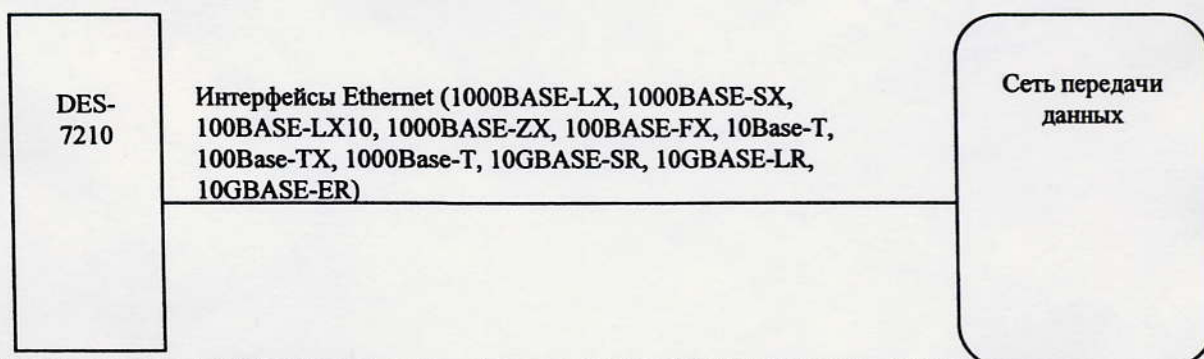 DES-
7210
Интерфейсы Ethernet (1000BASE-LX, 1000BASE-SX,
100BASE-LX10, 1000BASE-ZX, 100BASE-FX, 10Base-T,
100Base-TX, 1000Base-T, 10GBASE-SR, 10GBASE-LR,
10GBASE-ER)
Сеть передачи
данных